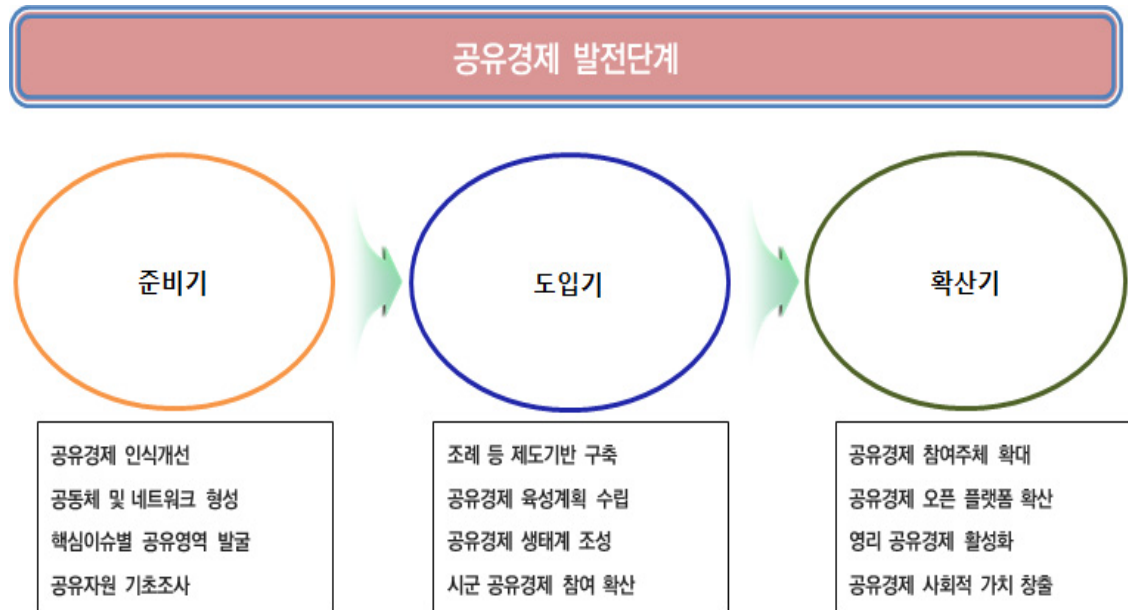 공유경제 발전단계
준비기
도입기
확산기
공유경제 인식개선
공동체 및 네트워크 형성
핵심이슈별 공유영역 발굴
공유자원 기초조사
조례 등 제도기반 구축
공유경제 육성계획 수립
공유경제 생태계 조성
시군 공유경제 참여 확산
공유경제 참여주체 확대
공유경제 오픈 플랫폼 확산
영리 공유경제 활성화
공유경제 사회적 가치 창출